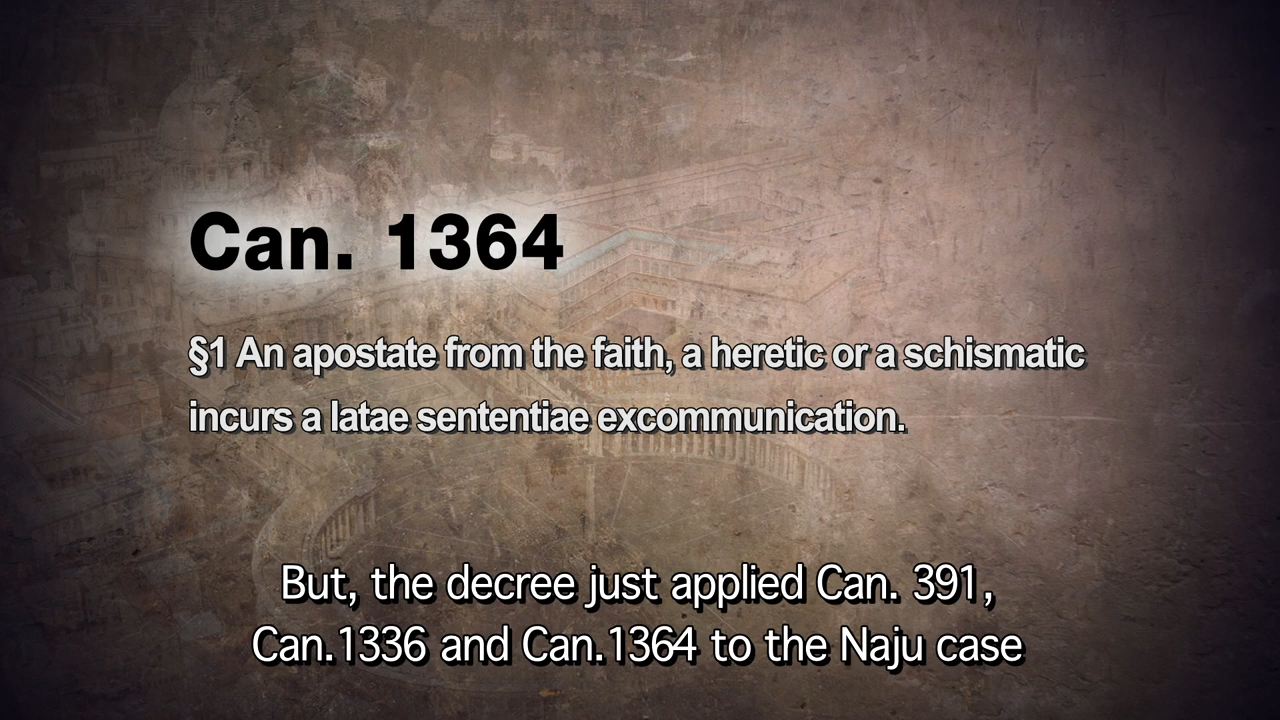 Can. 1364
§1 An apostate from the faith, a heretic or a schismatic
incurs a latae sententiae excommunication.
But, the decree just applied Can. 391,
Can.1336 and Can.1364 to the Naju case